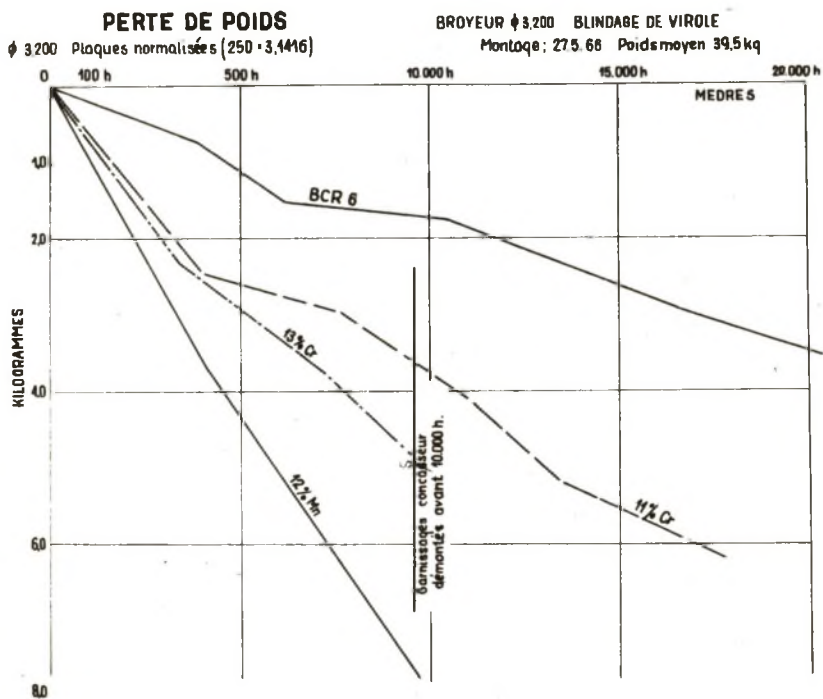 PERTE DE POIDS
ϕ 3.200 Plaques normalisées (250 × 3,1416)
BROYEUR ϕ 3,200 BLINDAGE DE VIROLE
Montage; 27.5.66 Poids moyen 39,5 kq
0 100 h 500 h 10.000 h 15.000 h 20.000 h
MEDRES
1,0
2,0
4,0
6,0
8,0
KILOGRAMMES
BCR 6
13% Cr
12% Mn
11% Cr
Garnissages concasseur
démontés avant 10.000 h.